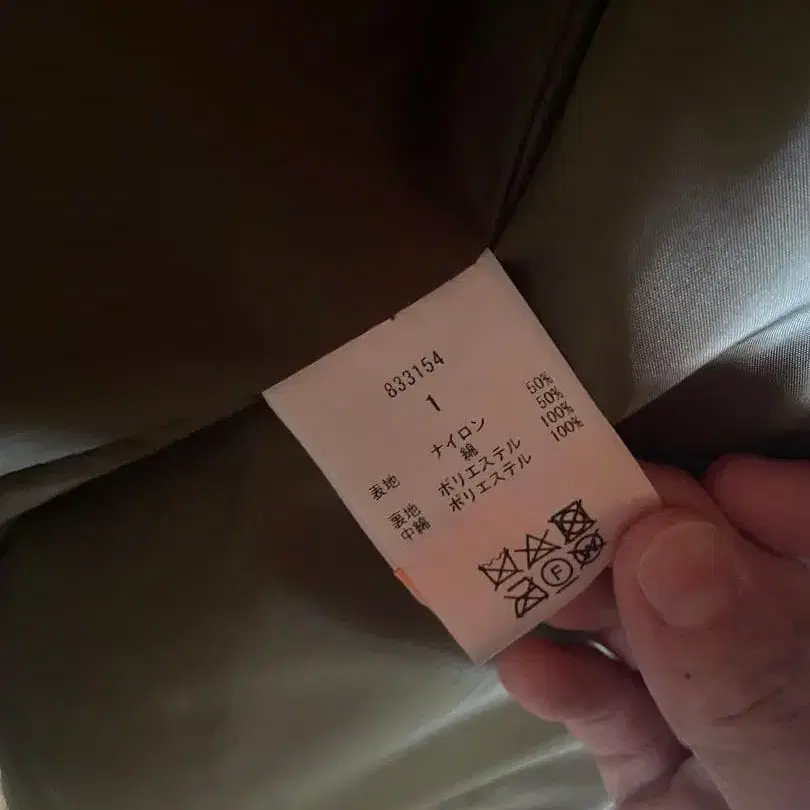 833154
1
表地 ナイロン 50%
綿 50%
裏地 ポリエステル 100%
中綿 ポリエステル 100%
F
W